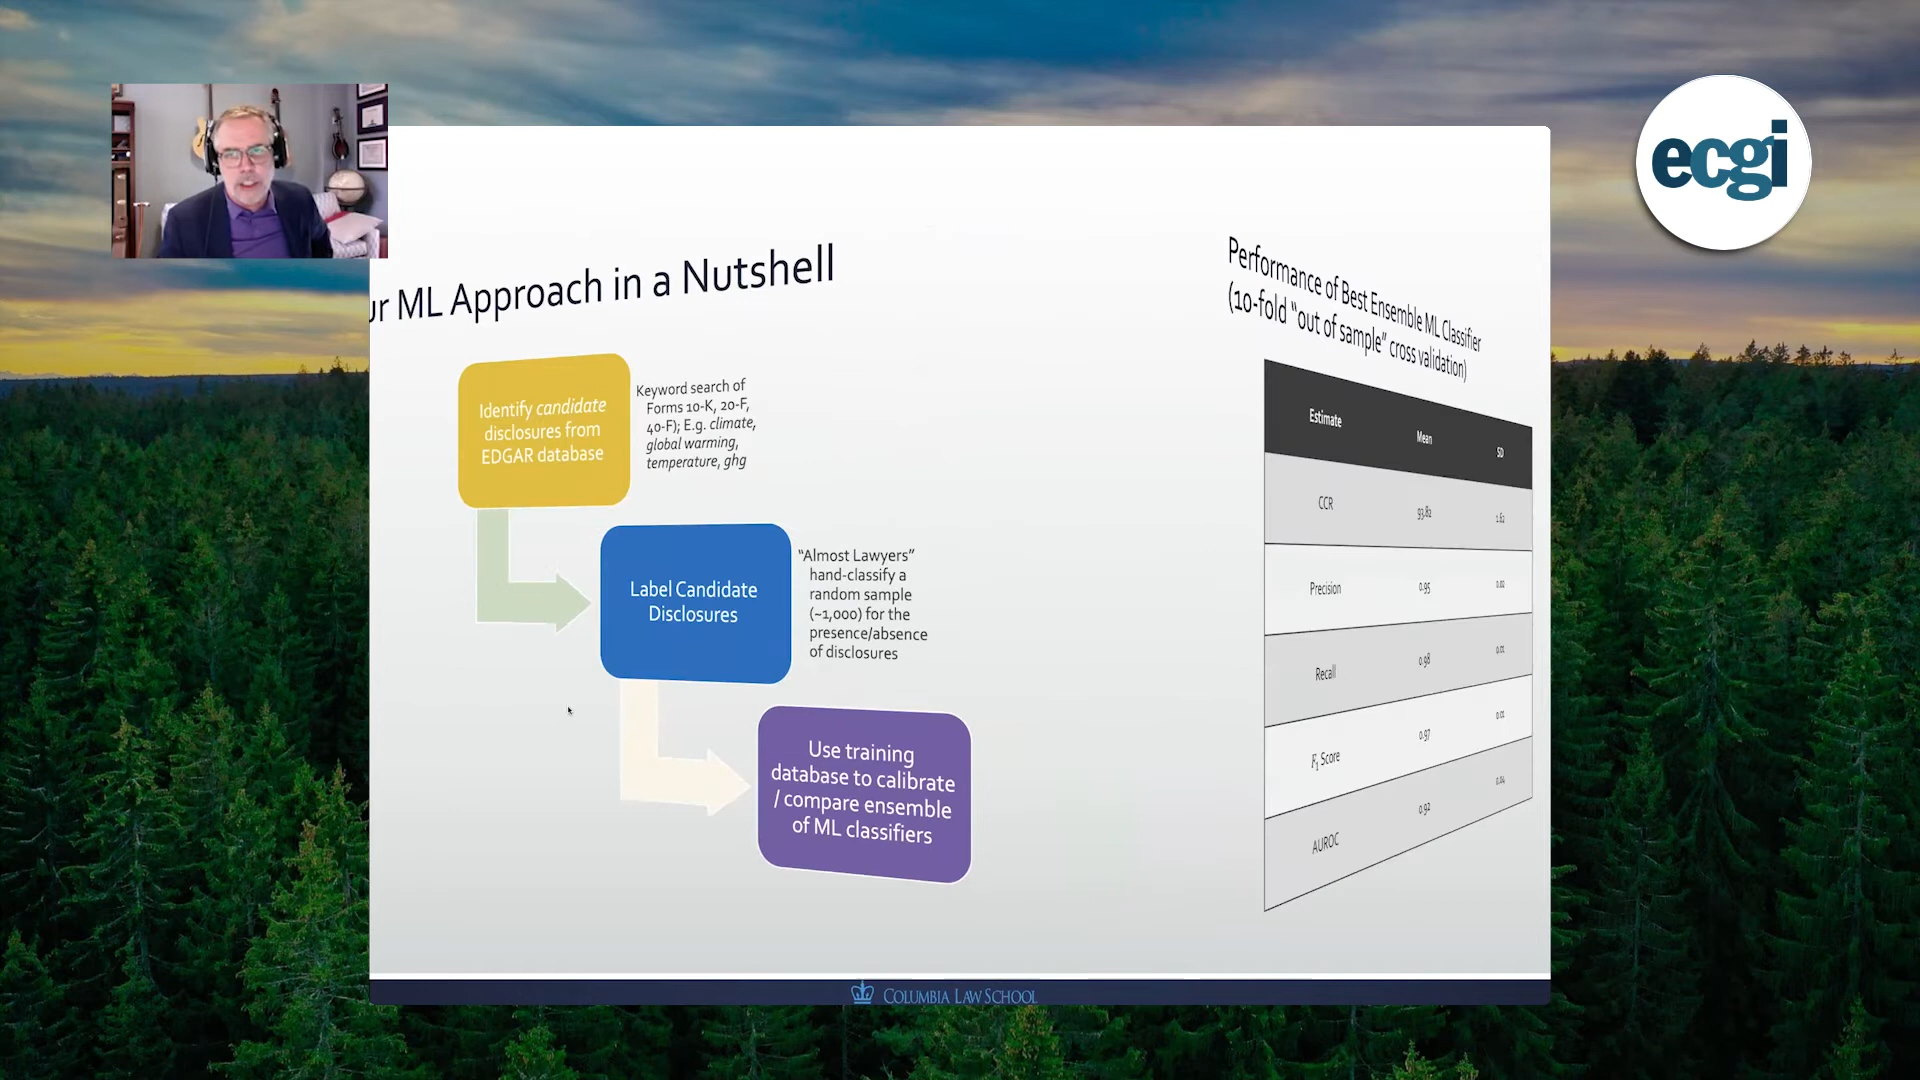 ecgi
ur ML Approach in a Nutshell
Identify candidate
disclosures from
EDGAR database
Keyword search of
Forms 10-K, 20-F,
40-F); E.g. climate,
global warming,
temperature, ghg
Label Candidate
Disclosures
"Almost Lawyers"
hand-classify a
random sample
(~1,000) for the
presence/absence
of disclosures
Use training
database to calibrate
/ compare ensemble
of ML classifiers
Performance of Best Ensemble ML Classifier
(10-fold "out of sample" cross validation)
Estimate Mean SD
CCR 93.82 1.62
Precision 0.95 0.02
Recall 0.98 0.01
F1 Score 0.97 0.01
AUROC 0.92 0.04
COLUMBIA LAW SCHOOL